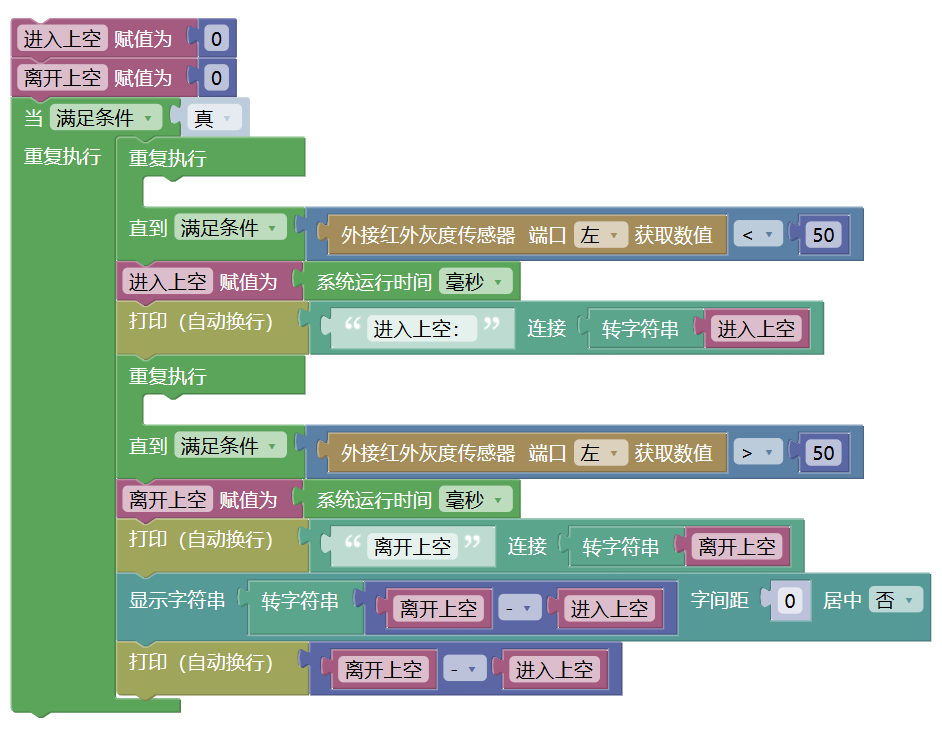 进入上空 赋值为 0
离开上空 赋值为 0
当 满足条件 真
重复执行 重复执行
直到 满足条件 外接红外灰度传感器 端口 左 获取数值 < 50
进入上空 赋值为 系统运行时间 毫秒
打印（自动换行） “ 进入上空： ” 连接 转字符串 进入上空
重复执行
直到 满足条件 外接红外灰度传感器 端口 左 获取数值 > 50
离开上空 赋值为 系统运行时间 毫秒
打印（自动换行） “ 离开上空 ” 连接 转字符串 离开上空
显示字符串 转字符串 离开上空 - 进入上空 字间距 0 居中 否
打印（自动换行） 离开上空 - 进入上空